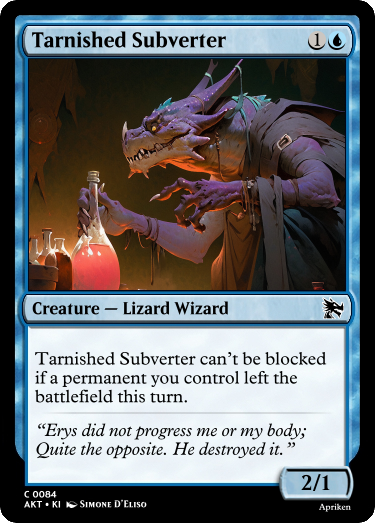 Tarnished Subverter
1
Creature — Lizard Wizard
Tarnished Subverter can't be blocked
if a permanent you control left the
battlefield this turn.
“Erys did not progress me or my body;
Quite the opposite. He destroyed it.”
2/1
C 0084
AKT • KI Simone D'Eliso
Apriken